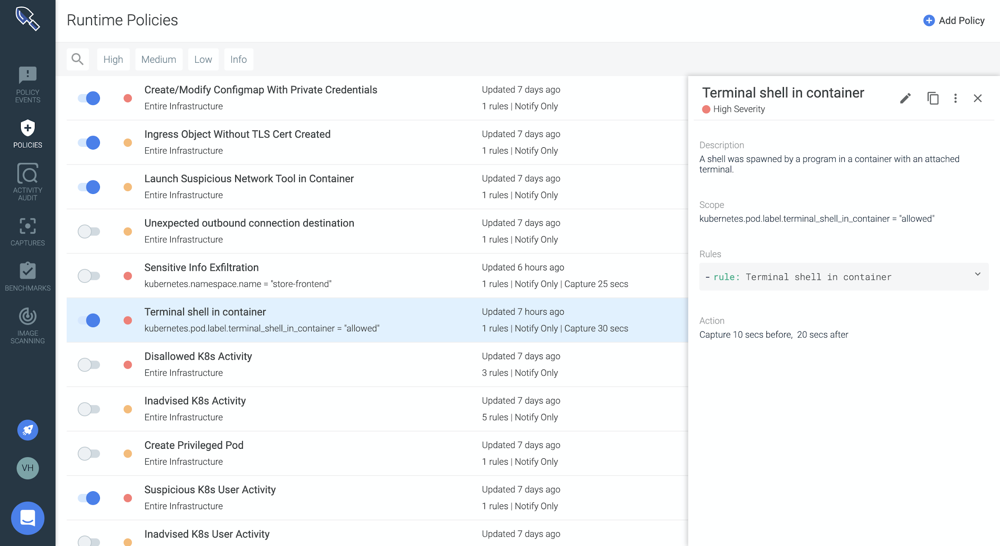 Runtime Policies
Add Policy
High
Medium
Low
Info
POLICY
EVENTS
POLICIES
ACTIVITY
AUDIT
CAPTURES
BENCHMARKS
IMAGE
SCANNING
VH
Create/Modify Configmap With Private Credentials
Updated 7 days ago
Entire Infrastructure
1 rules | Notify Only
Ingress Object Without TLS Cert Created
Updated 7 days ago
Entire Infrastructure
1 rules | Notify Only
Launch Suspicious Network Tool in Container
Updated 7 days ago
Entire Infrastructure
1 rules | Notify Only
Unexpected outbound connection destination
Updated 7 days ago
Entire Infrastructure
1 rules | Notify Only
Sensitive Info Exfiltration
Updated 6 hours ago
kubernetes.namespace.name = "store-frontend"
1 rules | Notify Only | Capture 25 secs
Terminal shell in container
Updated 7 hours ago
kubernetes.pod.label.terminal_shell_in_container = "allowed"
1 rules | Notify Only | Capture 30 secs
Disallowed K8s Activity
Updated 7 days ago
Entire Infrastructure
3 rules | Notify Only
Inadvised K8s Activity
Updated 7 days ago
Entire Infrastructure
5 rules | Notify Only
Create Privileged Pod
Updated 7 days ago
Entire Infrastructure
1 rules | Notify Only
Suspicious K8s User Activity
Updated 7 days ago
Entire Infrastructure
1 rules | Notify Only
Inadvised K8s User Activity
Updated 7 days ago
Terminal shell in container
High Severity
Description
A shell was spawned by a program in a container with an attached
terminal.
Scope
kubernetes.pod.label.terminal_shell_in_container = "allowed"
Rules
- rule: Terminal shell in container
Action
Capture 10 secs before, 20 secs after